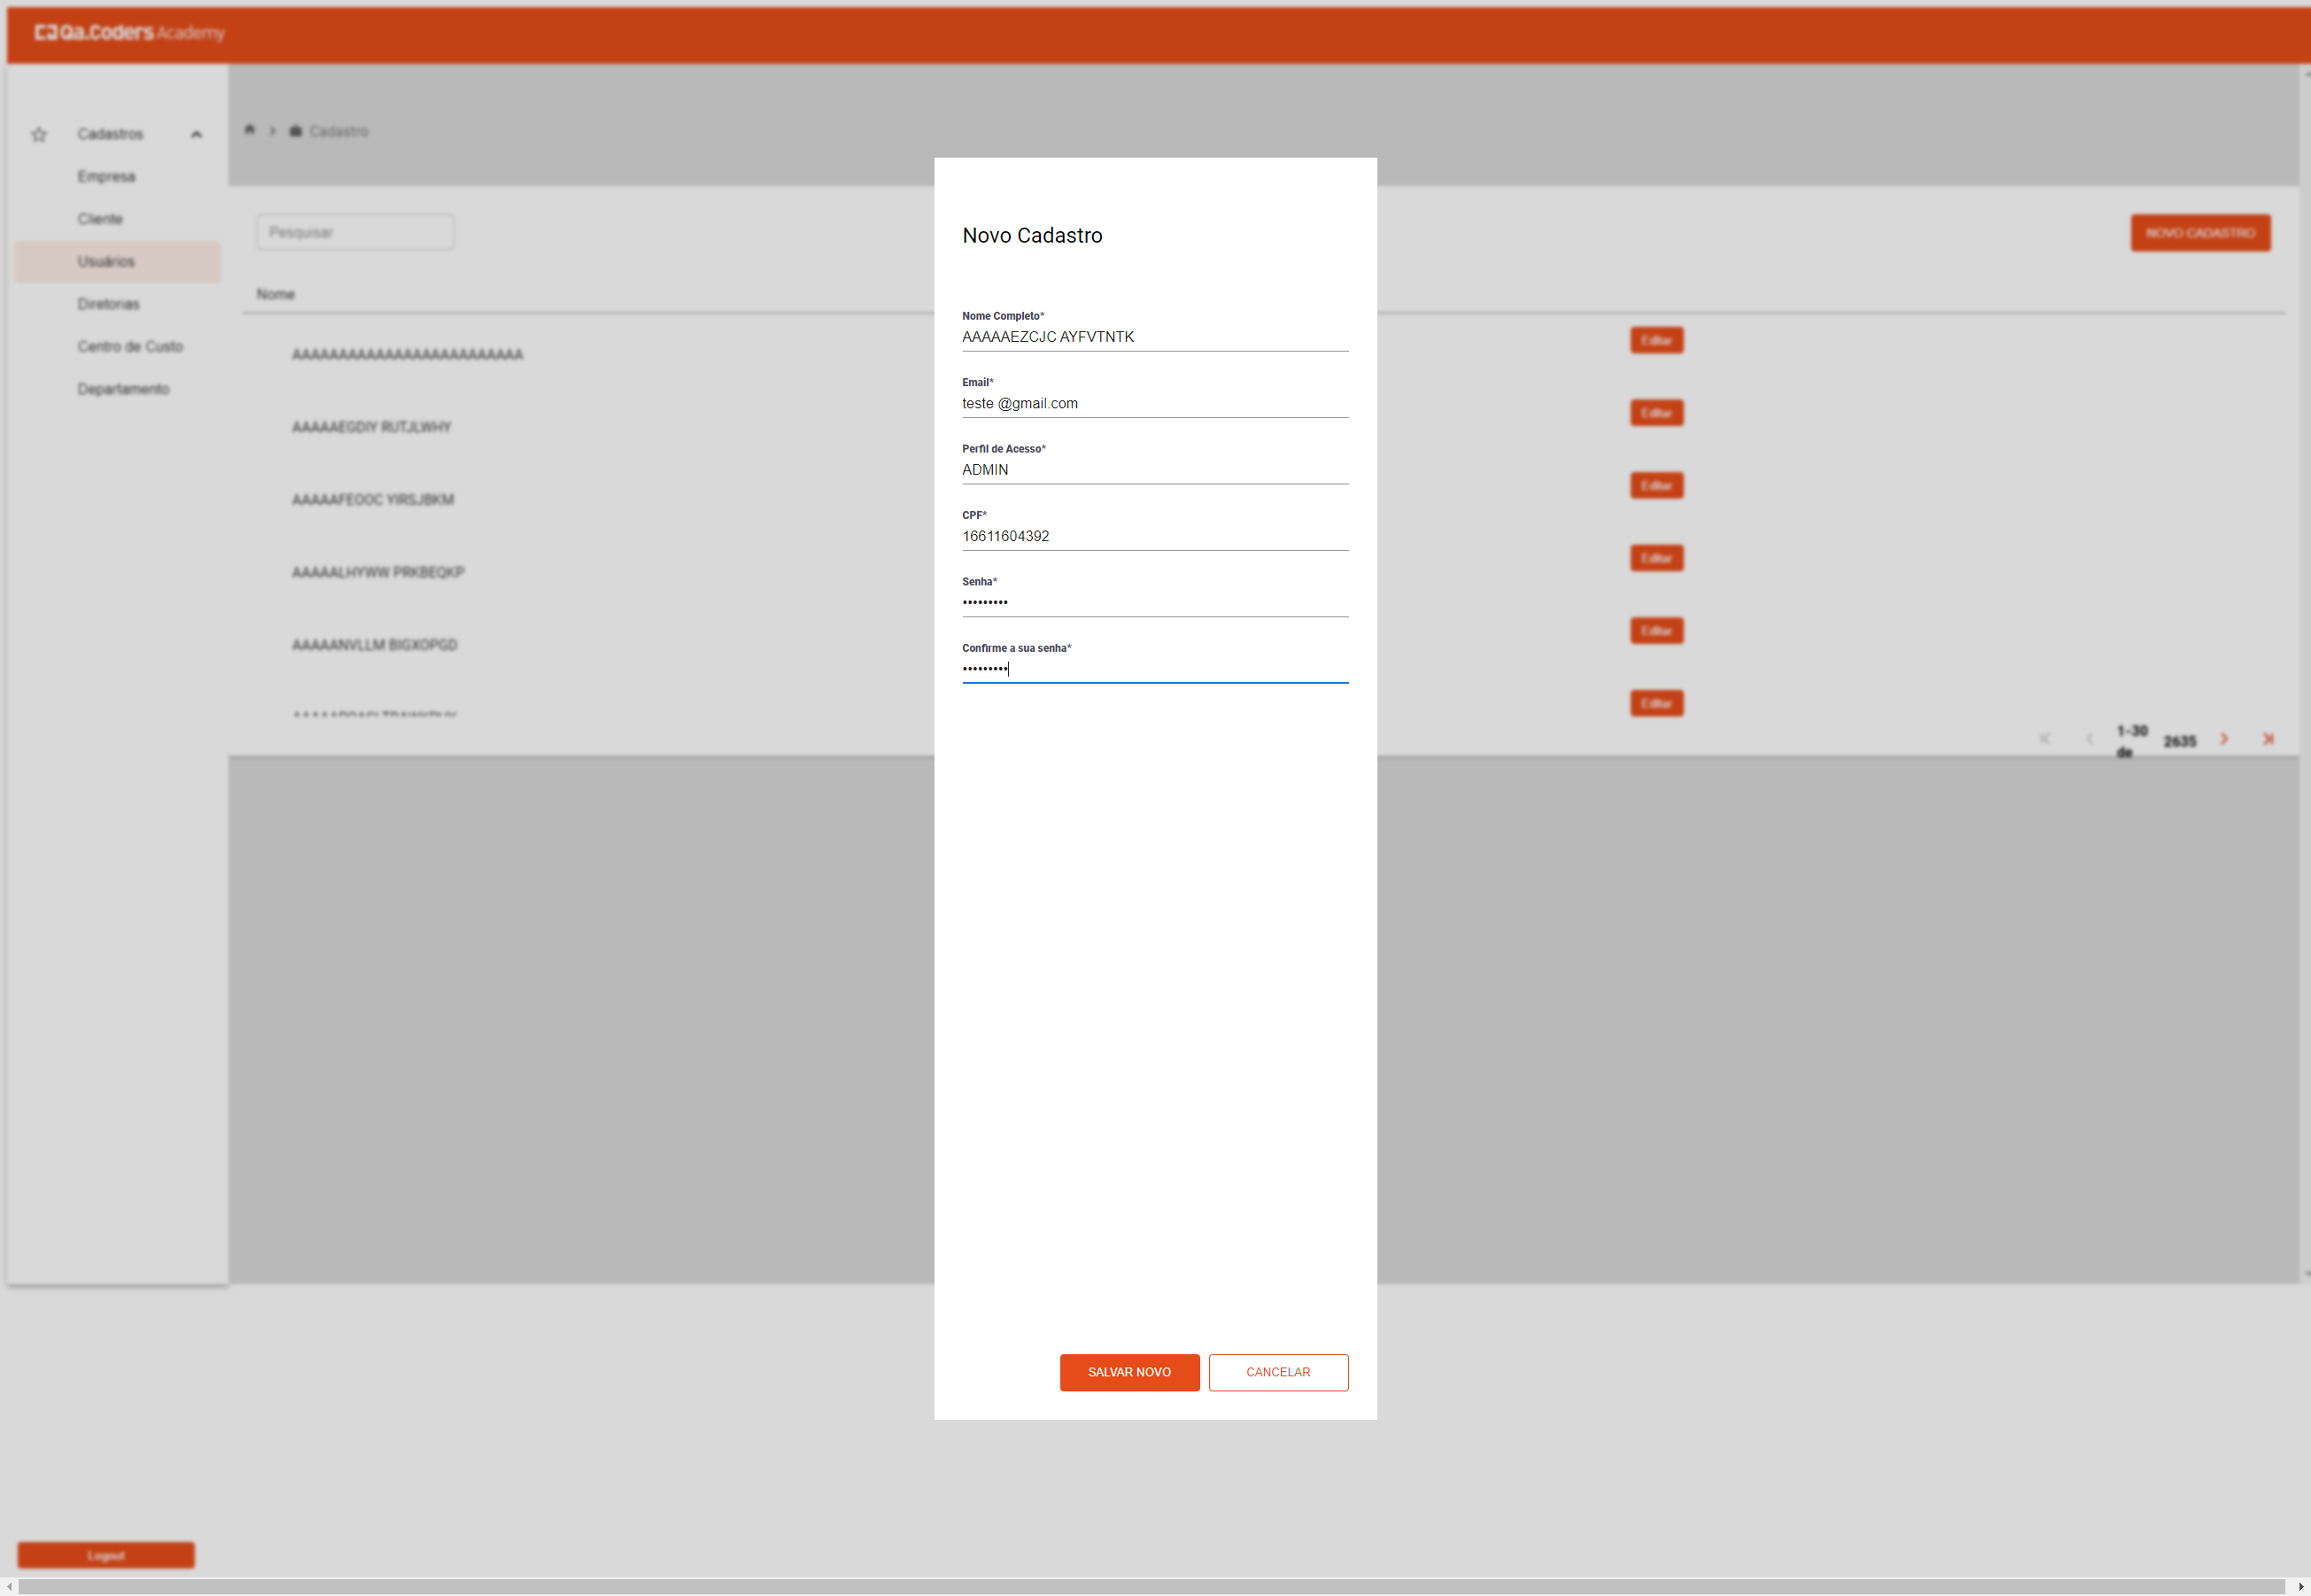 Qa.Coders Academy
Cadastros
Empresa
Cliente
Usuários
Diretorias
Centro de Custo
Departamento
Cadastro
Pesquisar
NOVO CADASTRO
Nome
AAAAAAAAAAAAAAAAAAAAAAAAA
Editar
AAAAAEGDIY RUTJLWHY
Editar
AAAAAFEOOC YIRSJBKM
Editar
AAAAALHYWW PRKBEQKP
Editar
AAAAANVLLM BIGXOPGD
Editar
Editar
1-30
de
2635
Novo Cadastro
Nome Completo*
AAAAAEZCJC AYFVTNTK
Email*
teste @gmail.com
Perfil de Acesso*
ADMIN
CPF*
16611604392
Senha*
•••••••••
Confirme a sua senha*
•••••••••
SALVAR NOVO
CANCELAR
Logout